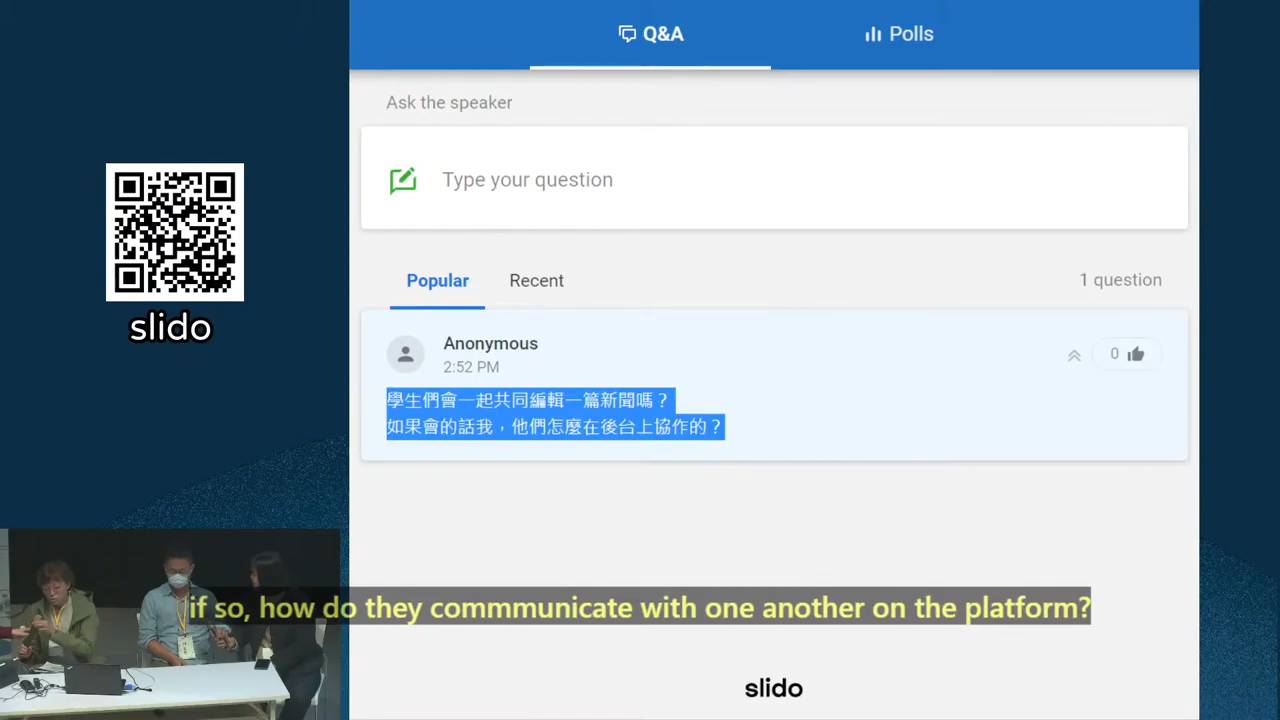 Q&A
Polls
Ask the speaker
Type your question
Popular
Recent
1 question
Anonymous
2:52 PM
0
學生們會一起共同編輯一篇新聞嗎？
如果會的話我，他們怎麼在後台上協作的？
slido
if so, how do they commmunicate with one another on the platform?
slido